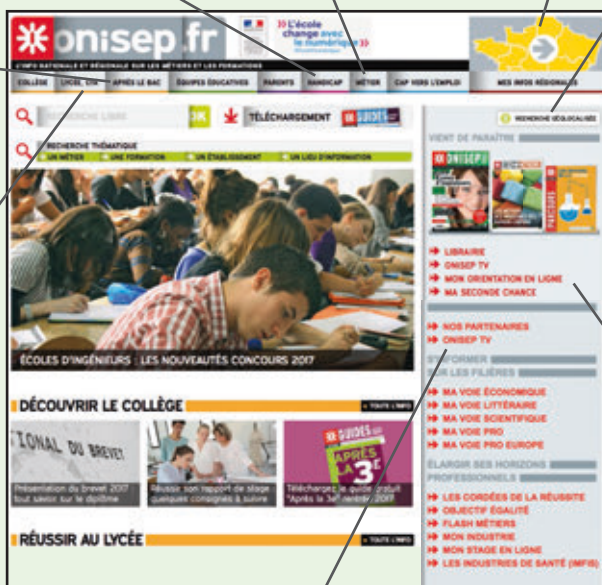 onisep.fr
L'école
change avec
le numérique
L'INFO NATIONALE ET RÉGIONALE SUR LES MÉTIERS ET LES FORMATIONS
COLLÈGE LYCÉE, CFA APRÈS LE BAC ÉQUIPES ÉDUCATIVES PARENTS HANDICAP MÉTIER CAP VERS L'EMPLOI MES INFOS RÉGIONALES
RECHERCHE LIBRE OK TÉLÉCHARGEMENT GUIDES
RECHERCHE GÉOLOCALISÉE
RECHERCHE THÉMATIQUE
UN MÉTIER UNE FORMATION UN ÉTABLISSEMENT UN LIEU D'INFORMATION
ÉCOLES D'INGÉNIEURS : LES NOUVEAUTÉS CONCOURS 2017
DÉCOUVRIR LE COLLÈGE + TOUTE L'INFO
TIONAL DU BREVET
Présentation du brevet 2017
tout savoir sur le diplôme
Réussir son rapport de stage
quelques consignes à suivre
GUIDES
APRÈS
LA 3E
Téléchargez le guide gratuit
"Après la 3e" rentrée 2017
RÉUSSIR AU LYCÉE + TOUTE L'INFO
VIENT DE PARAÎTRE
ONISEP
PARCOURS
LIBRAIRIE
ONISEP TV
MON ORIENTATION EN LIGNE
MA SECONDE CHANCE
NOS PARTENAIRES
ONISEP TV
S'INFORMER
SUR LES FILIÈRES
MA VOIE ÉCONOMIQUE
MA VOIE LITTÉRAIRE
MA VOIE SCIENTIFIQUE
MA VOIE PRO
MA VOIE PRO EUROPE
ÉLARGIR SES HORIZONS
PROFESSIONNELS
LES CORDÉES DE LA RÉUSSITE
OBJECTIF ÉGALITÉ
FLASH MÉTIERS
MON INDUSTRIE
MON STAGE EN LIGNE
LES INDUSTRIES DE SANTÉ (IMFIS)